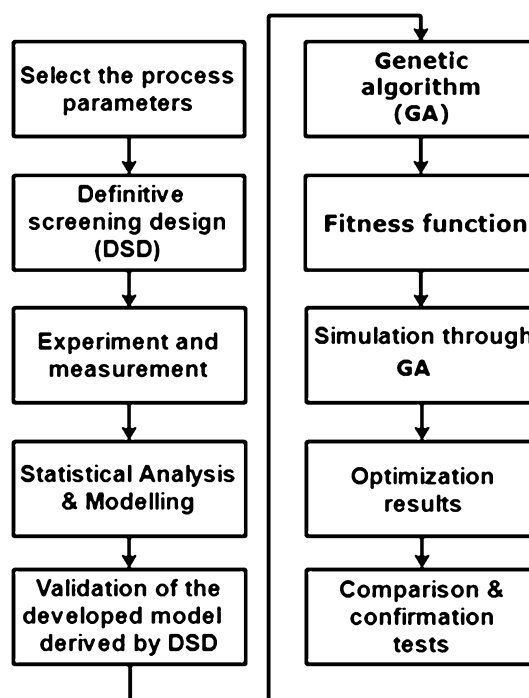 Select the process
parameters
Definitive
screening design
(DSD)
Experiment and
measurement
Statistical Analysis
& Modelling
Validation of the
developed model
derived by DSD
Genetic
algorithm
(GA)
Fitness function
Simulation through
GA
Optimization
results
Comparison &
confirmation
tests